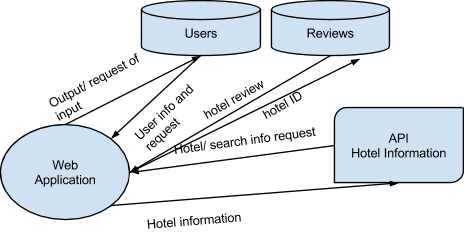 Users
Reviews
Output/ request of
input
User info and
request
hotel review
hotel ID
Hotel/ search info request
API
Hotel Information
Web
Application
Hotel information